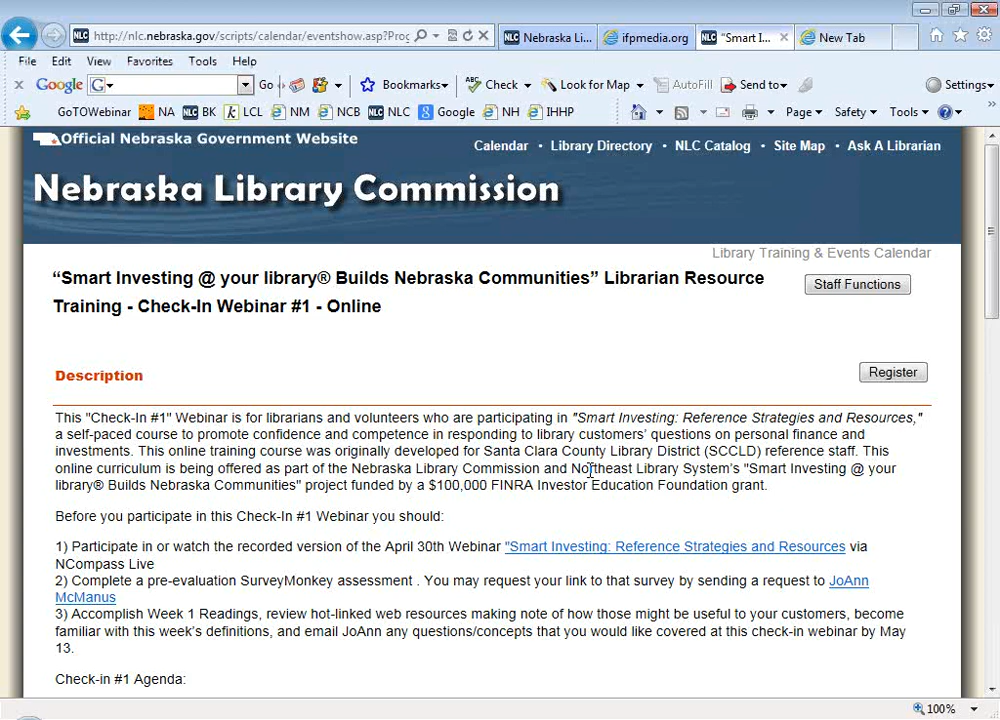 http://nlc.nebraska.gov/scripts/calendar/eventshow.asp?Prog
NLC Nebraska Li...
ifpmedia.org
NLC "Smart I...
New Tab
File Edit View Favorites Tools Help
x Google G Go Bookmarks Check Look for Map AutoFill Send to Settings
GoTOWebinar NA NLC BK LCL NM NCB NLC NLC Google NH IHHP Page Safety Tools
Official Nebraska Government Website
Calendar • Library Directory • NLC Catalog • Site Map • Ask A Librarian
Nebraska Library Commission
Library Training & Events Calendar
“Smart Investing @ your library® Builds Nebraska Communities” Librarian Resource
Training - Check-In Webinar #1 - Online
Staff Functions
Description
Register
This "Check-In #1" Webinar is for librarians and volunteers who are participating in "Smart Investing: Reference Strategies and Resources,"
a self-paced course to promote confidence and competence in responding to library customers’ questions on personal finance and
investments. This online training course was originally developed for Santa Clara County Library District (SCCLD) reference staff. This
online curriculum is being offered as part of the Nebraska Library Commission and Northeast Library System’s "Smart Investing @ your
library® Builds Nebraska Communities" project funded by a $100,000 FINRA Investor Education Foundation grant.
Before you participate in this Check-In #1 Webinar you should:
1) Participate in or watch the recorded version of the April 30th Webinar "Smart Investing: Reference Strategies and Resources via
NCompass Live
2) Complete a pre-evaluation SurveyMonkey assessment . You may request your link to that survey by sending a request to JoAnn
McManus
3) Accomplish Week 1 Readings, review hot-linked web resources making note of how those might be useful to your customers, become
familiar with this week’s definitions, and email JoAnn any questions/concepts that you would like covered at this check-in webinar by May
13.
Check-in #1 Agenda:
100%